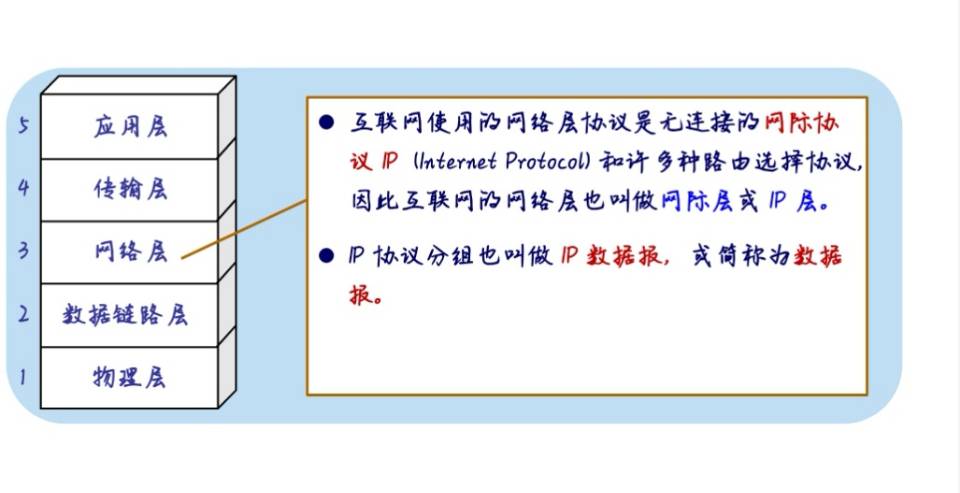 5 应用层
4 传输层
3 网络层
2 数据链路层
1 物理层
● 互联网使用的网络层协议是无连接的网际协
议 IP (Internet Protocol) 和许多种路由选择协议,
因此互联网的网络层也叫做网际层或 IP 层。
● IP 协议分组也叫做 IP 数据报, 或简称为数据
报。